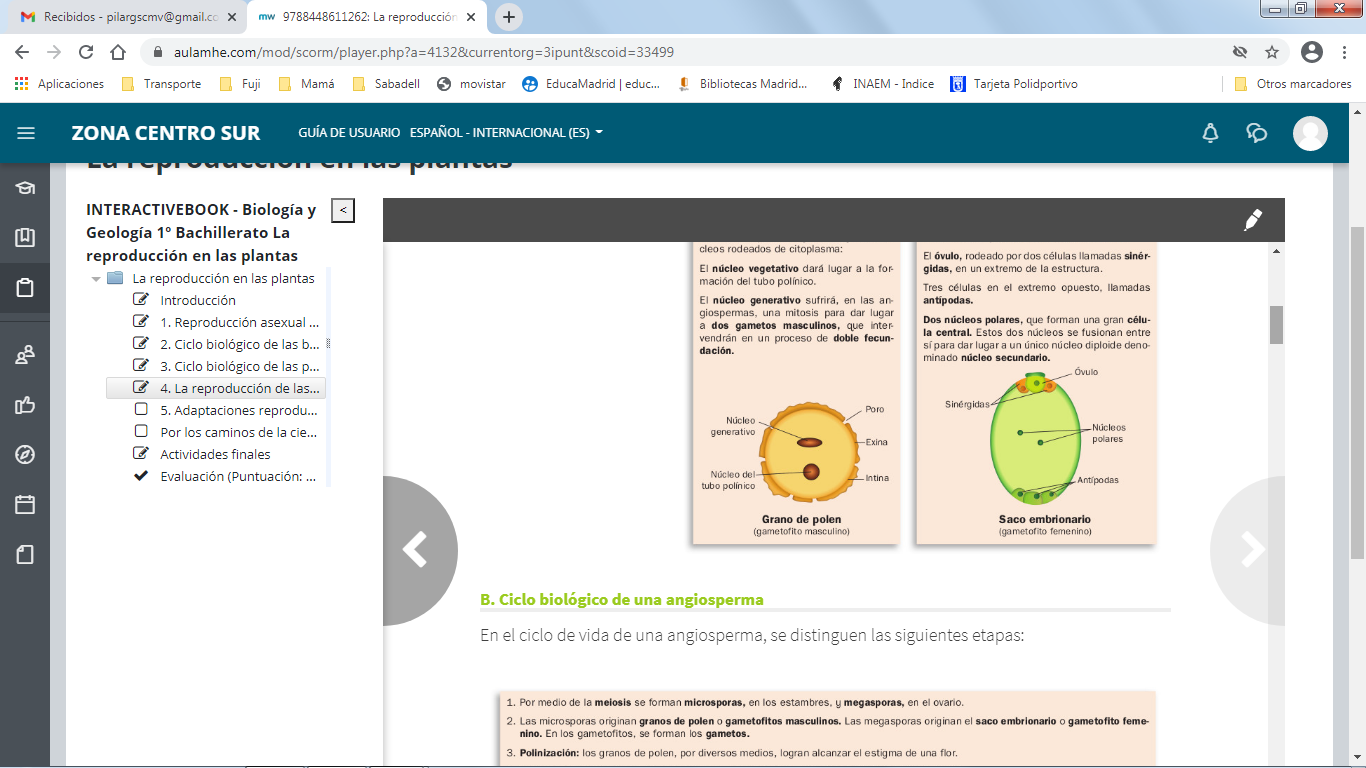 Recibidos - pilargscmv@gmail.co
9788448611262: La reproducción
aulamhe.com/mod/scorm/player.php?a=4132&currentorg=3ipunt&scoid=33499
Aplicaciones Transporte Fuji Mamá Sabadell movistar EducaMadrid | educ... Bibliotecas Madrid... INAEM - Indice Tarjeta Polidportivo Otros marcadores
ZONA CENTRO SUR GUÍA DE USUARIO ESPAÑOL - INTERNACIONAL (ES)
La reproducción en las plantas
INTERACTIVEBOOK - Biología y
Geología 1º Bachillerato La
reproducción en las plantas
<
La reproducción en las plantas
Introducción
1. Reproducción asexual ...
2. Ciclo biológico de las b...
3. Ciclo biológico de las p...
4. La reproducción de las...
5. Adaptaciones reprodu...
Por los caminos de la cie...
Actividades finales
Evaluación (Puntuación: ...
cleos rodeados de citoplasma:
El núcleo vegetativo dará lugar a la for-
mación del tubo polínico.
El núcleo generativo sufrirá, en las an-
giospermas, una mitosis para dar lugar
a dos gametos masculinos, que inter-
vendrán en un proceso de doble fecun-
dación.
Núcleo
generativo
Poro
Exina
Núcleo del
tubo polínico
Intina
Grano de polen
(gametofito masculino)
El óvulo, rodeado por dos células llamadas sinér-
gidas, en un extremo de la estructura.
Tres células en el extremo opuesto, llamadas
antípodas.
Dos núcleos polares, que forman una gran célu-
la central. Estos dos núcleos se fusionan entre
sí para dar lugar a un único núcleo diploide deno-
minado núcleo secundario.
Óvulo
Sinérgidas
Núcleos
polares
Antípodas
Saco embrionario
(gametofito femenino)
B. Ciclo biológico de una angiosperma
En el ciclo de vida de una angiosperma, se distinguen las siguientes etapas:
1. Por medio de la meiosis se forman microsporas, en los estambres, y megasporas, en el ovario.
2. Las microsporas originan granos de polen o gametofitos masculinos. Las megasporas originan el saco embrionario o gametofito feme-
nino. En los gametofitos, se forman los gametos.
3. Polinización: los granos de polen, por diversos medios, logran alcanzar el estigma de una flor.